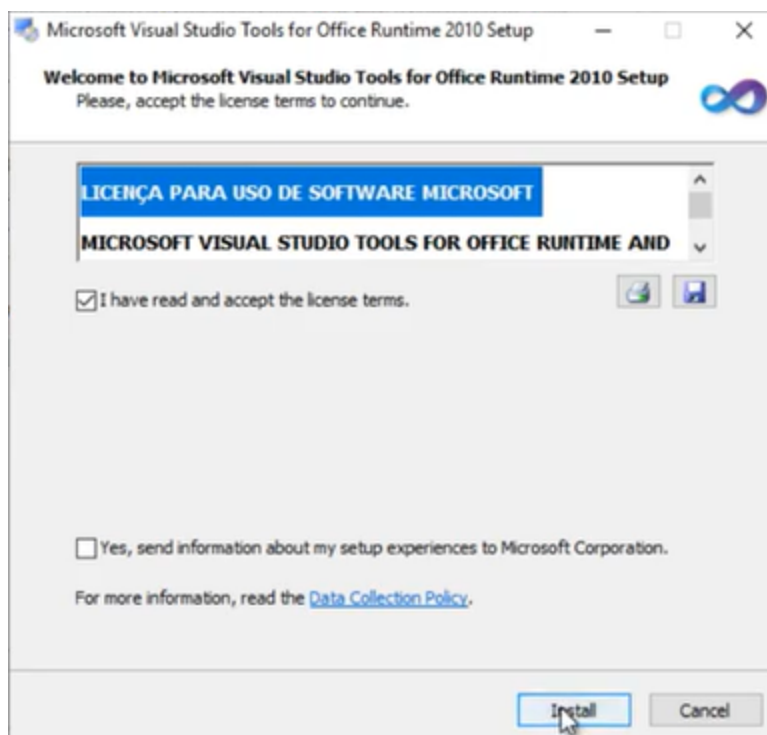 Microsoft Visual Studio Tools for Office Runtime 2010 Setup
Welcome to Microsoft Visual Studio Tools for Office Runtime 2010 Setup
Please, accept the license terms to continue.
LICENÇA PARA USO DE SOFTWARE MICROSOFT
MICROSOFT VISUAL STUDIO TOOLS FOR OFFICE RUNTIME AND
I have read and accept the license terms.
Yes, send information about my setup experiences to Microsoft Corporation.
For more information, read the Data Collection Policy.
Install
Cancel